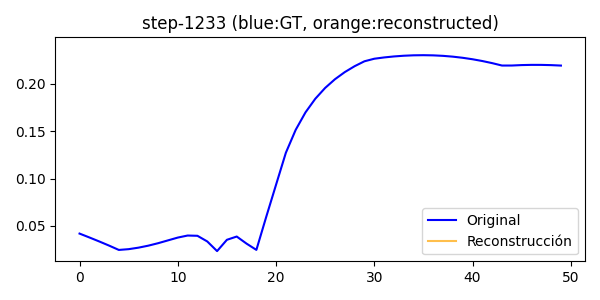 step-1233 (blue:GT, orange:reconstructed)
0.20
0.15
0.10
0.05
Original
Reconstrucción
0 10 20 30 40 50